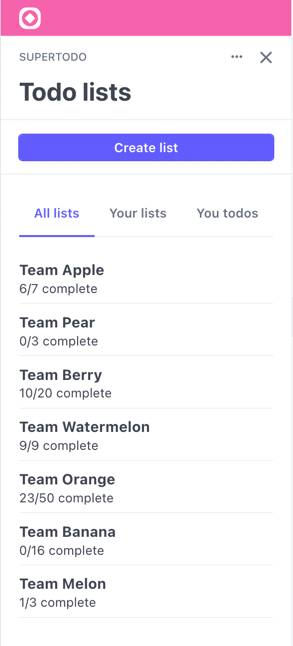 SUPERTODO
Todo lists
Create list
All lists Your lists You todos
Team Apple
6/7 complete
Team Pear
0/3 complete
Team Berry
10/20 complete
Team Watermelon
9/9 complete
Team Orange
23/50 complete
Team Banana
0/16 complete
Team Melon
1/3 complete